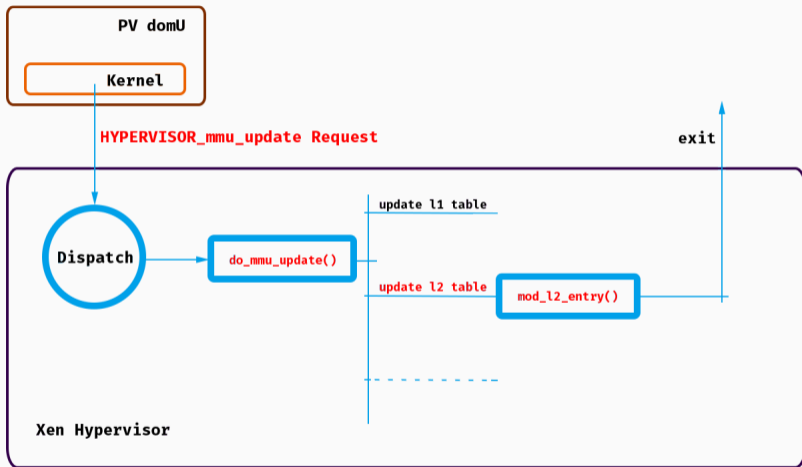 PV domU
Kernel
HYPERVISOR_mmu_update Request
exit
update l1 table
Dispatch
do_mmu_update()
update l2 table
mod_l2_entry()
Xen Hypervisor